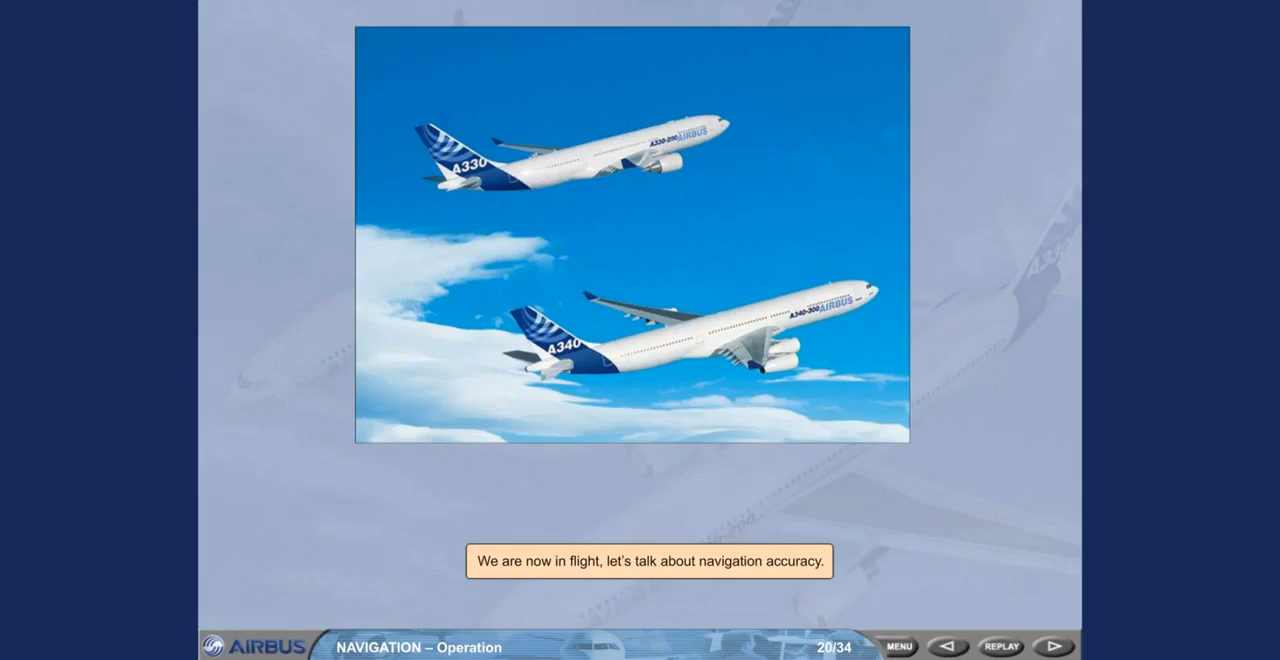 A330
A330-200 AIRBUS
A340
A340-300 AIRBUS
A330
We are now in flight, let's talk about navigation accuracy.
AIRBUS
NAVIGATION – Operation
20/34
MENU
REPLAY